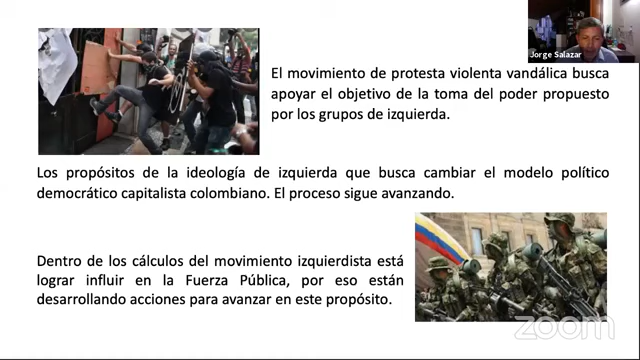 Jorge Salazar
El movimiento de protesta violenta vandálica busca
apoyar el objetivo de la toma del poder propuesto
por los grupos de izquierda.
Los propósitos de la ideología de izquierda que busca cambiar el modelo político
democrático capitalista colombiano. El proceso sigue avanzando.
Dentro de los cálculos del movimiento izquierdista está
lograr influir en la Fuerza Pública, por eso están
desarrollando acciones para avanzar en este propósito.
zoom